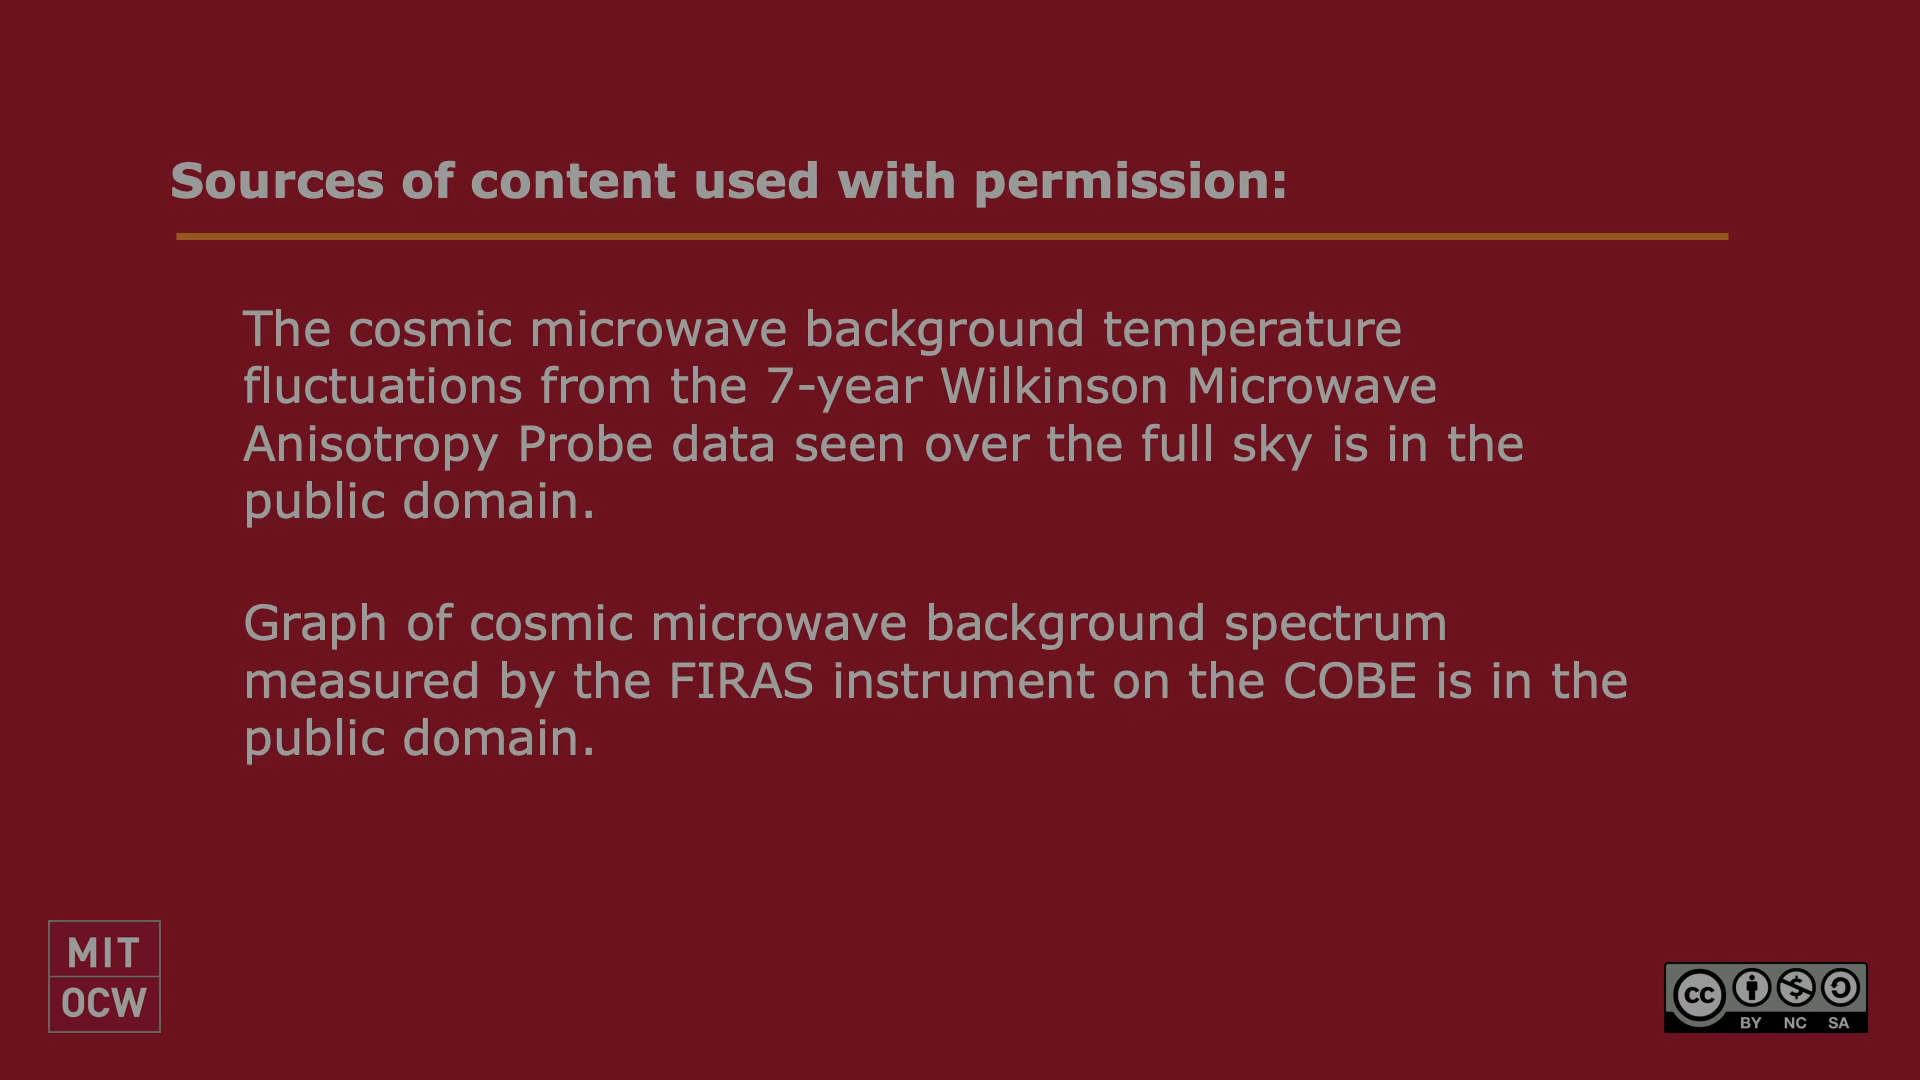 Sources of content used with permission:
The cosmic microwave background temperature
fluctuations from the 7-year Wilkinson Microwave
Anisotropy Probe data seen over the full sky is in the
public domain.
Graph of cosmic microwave background spectrum
measured by the FIRAS instrument on the COBE is in the
public domain.
MIT
OCW
cc
BY NC SA